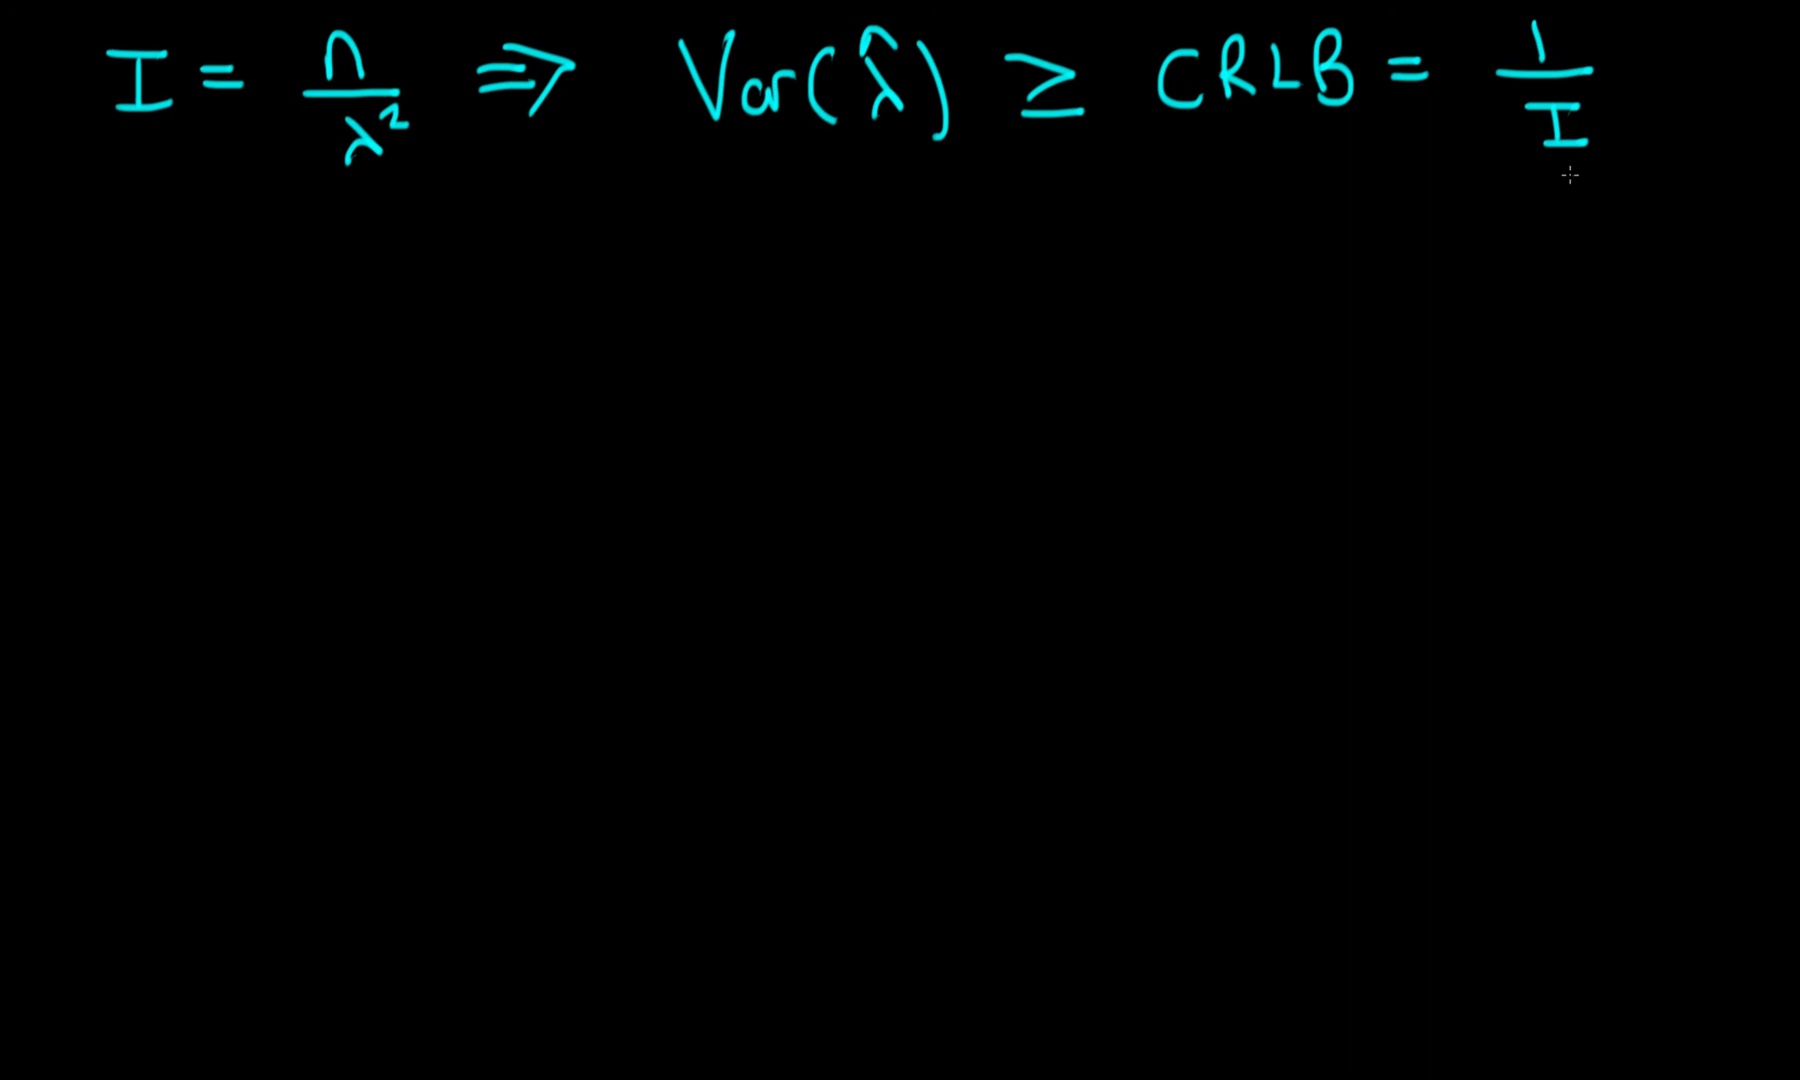 I = n/λ² ⇒ Var(λ̂) ≥ CRLB = 1/I